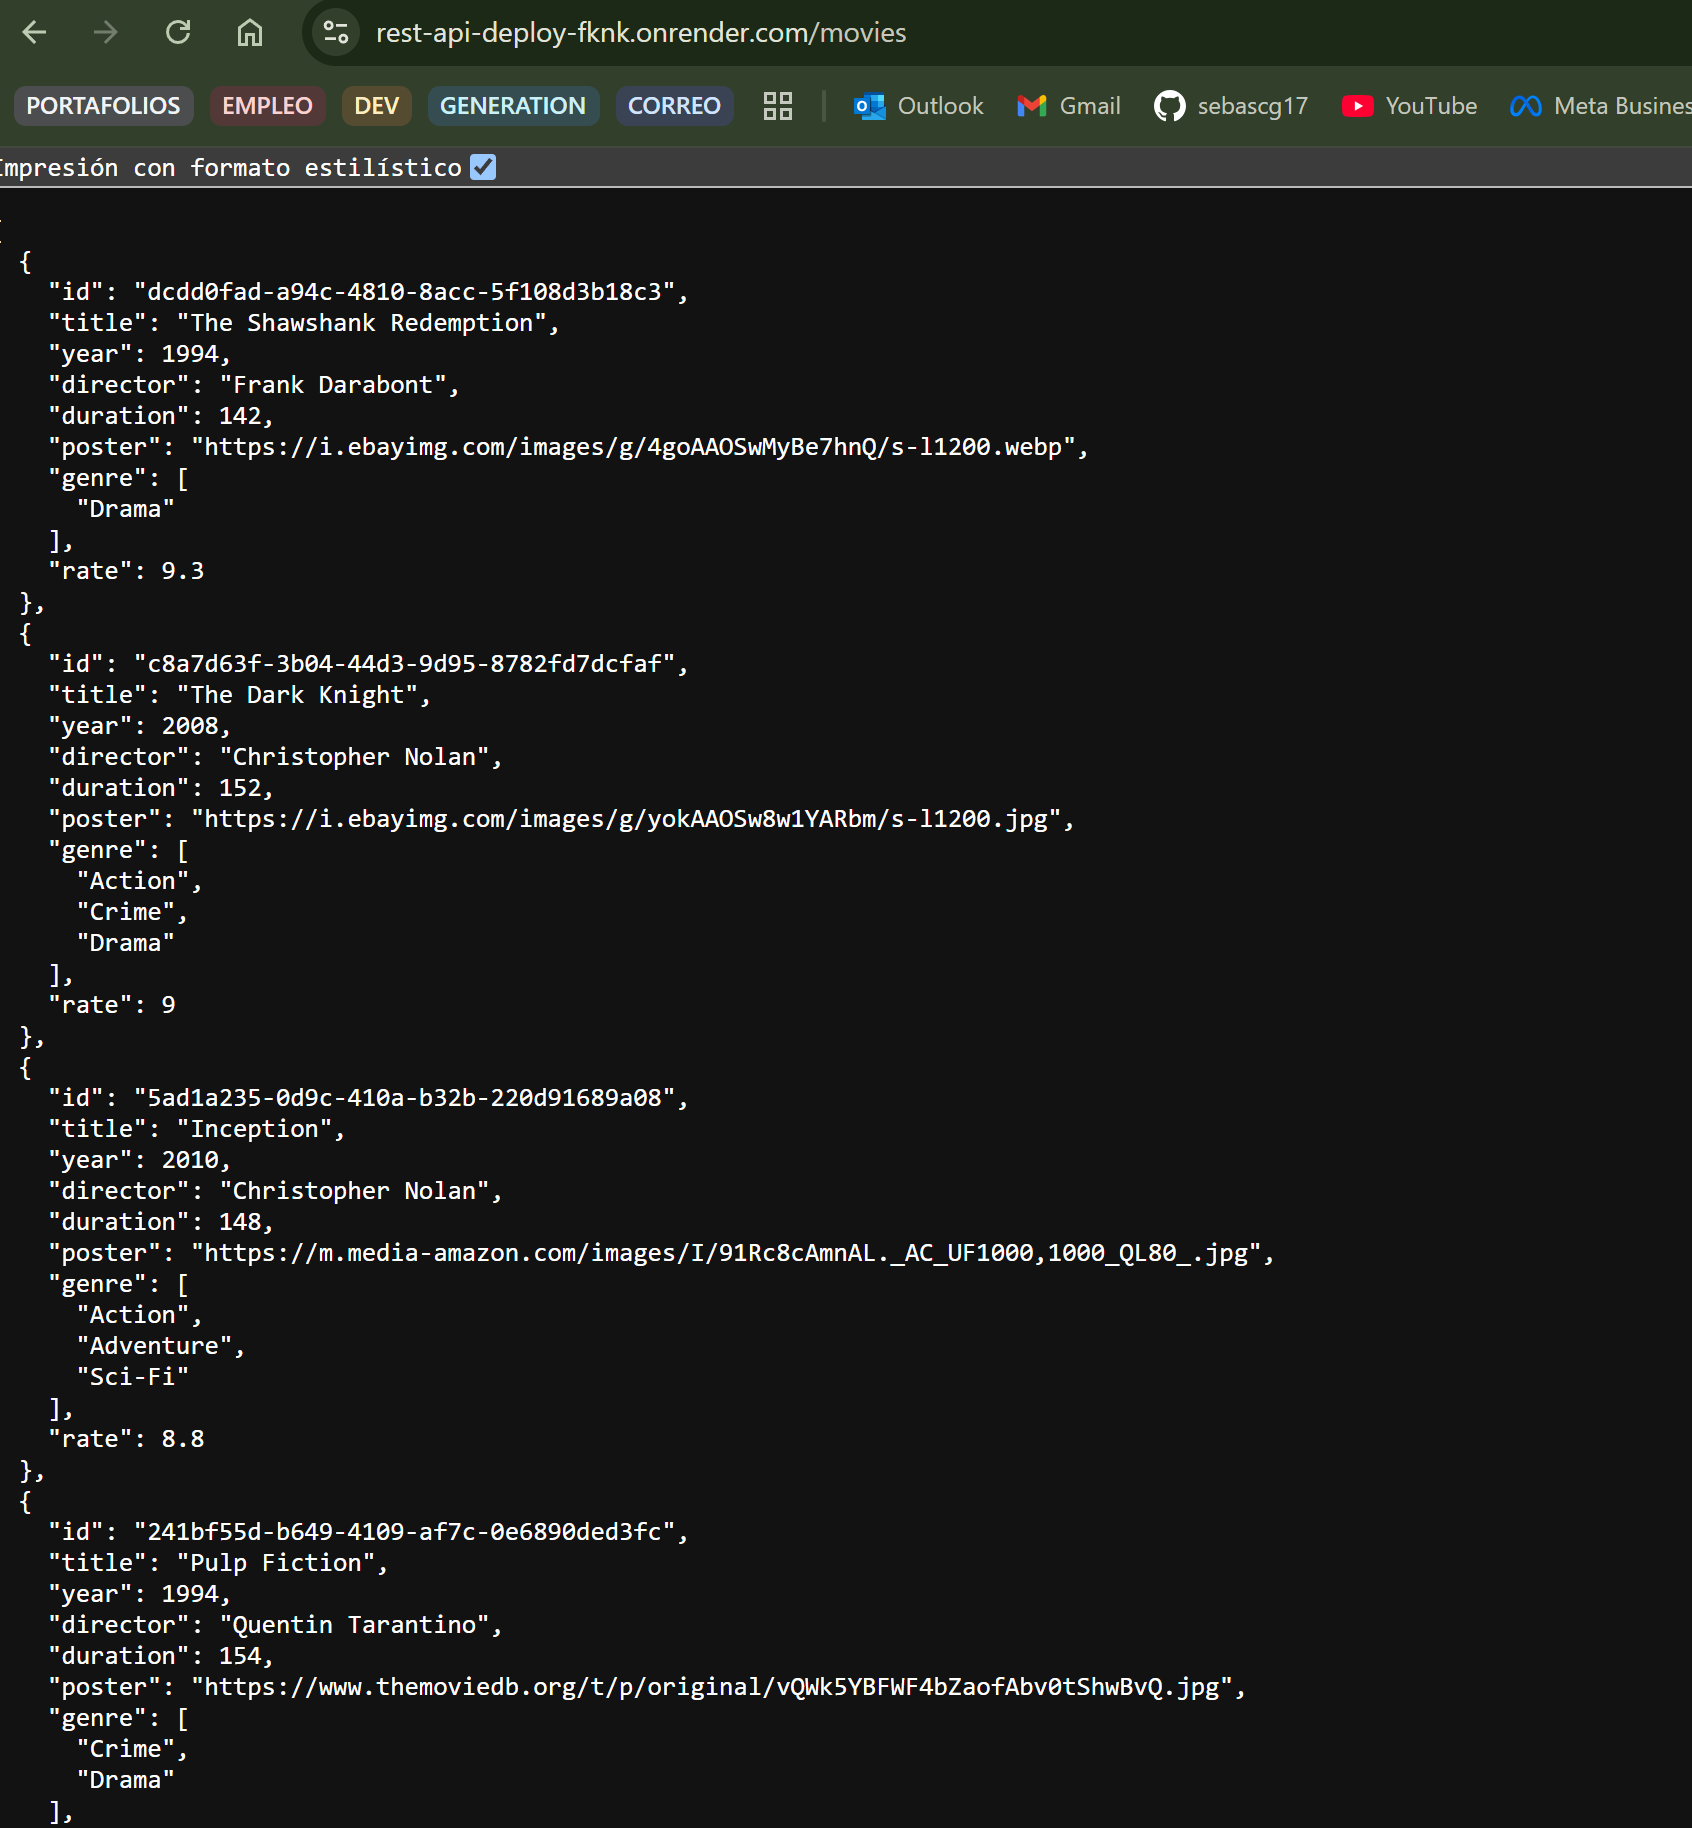 rest-api-deploy-fknk.onrender.com/movies
PORTAFOLIOS EMPLEO DEV GENERATION CORREO Outlook Gmail sebascg17 YouTube Meta Busines
Impresión con formato estilístico
[
{
"id": "dcdd0fad-a94c-4810-8acc-5f108d3b18c3",
"title": "The Shawshank Redemption",
"year": 1994,
"director": "Frank Darabont",
"duration": 142,
"poster": "https://i.ebayimg.com/images/g/4goAAOSwMyBe7hnQ/s-l1200.webp",
"genre": [
"Drama"
],
"rate": 9.3
},
{
"id": "c8a7d63f-3b04-44d3-9d95-8782fd7dcfaf",
"title": "The Dark Knight",
"year": 2008,
"director": "Christopher Nolan",
"duration": 152,
"poster": "https://i.ebayimg.com/images/g/yokAAOSw8w1YARbm/s-l1200.jpg",
"genre": [
"Action",
"Crime",
"Drama"
],
"rate": 9
},
{
"id": "5ad1a235-0d9c-410a-b32b-220d91689a08",
"title": "Inception",
"year": 2010,
"director": "Christopher Nolan",
"duration": 148,
"poster": "https://m.media-amazon.com/images/I/91Rc8cAmnAL._AC_UF1000,1000_QL80_.jpg",
"genre": [
"Action",
"Adventure",
"Sci-Fi"
],
"rate": 8.8
},
{
"id": "241bf55d-b649-4109-af7c-0e6890ded3fc",
"title": "Pulp Fiction",
"year": 1994,
"director": "Quentin Tarantino",
"duration": 154,
"poster": "https://www.themoviedb.org/t/p/original/vQWk5YBFWF4bZaofAbv0tShwBvQ.jpg",
"genre": [
"Crime",
"Drama"
],